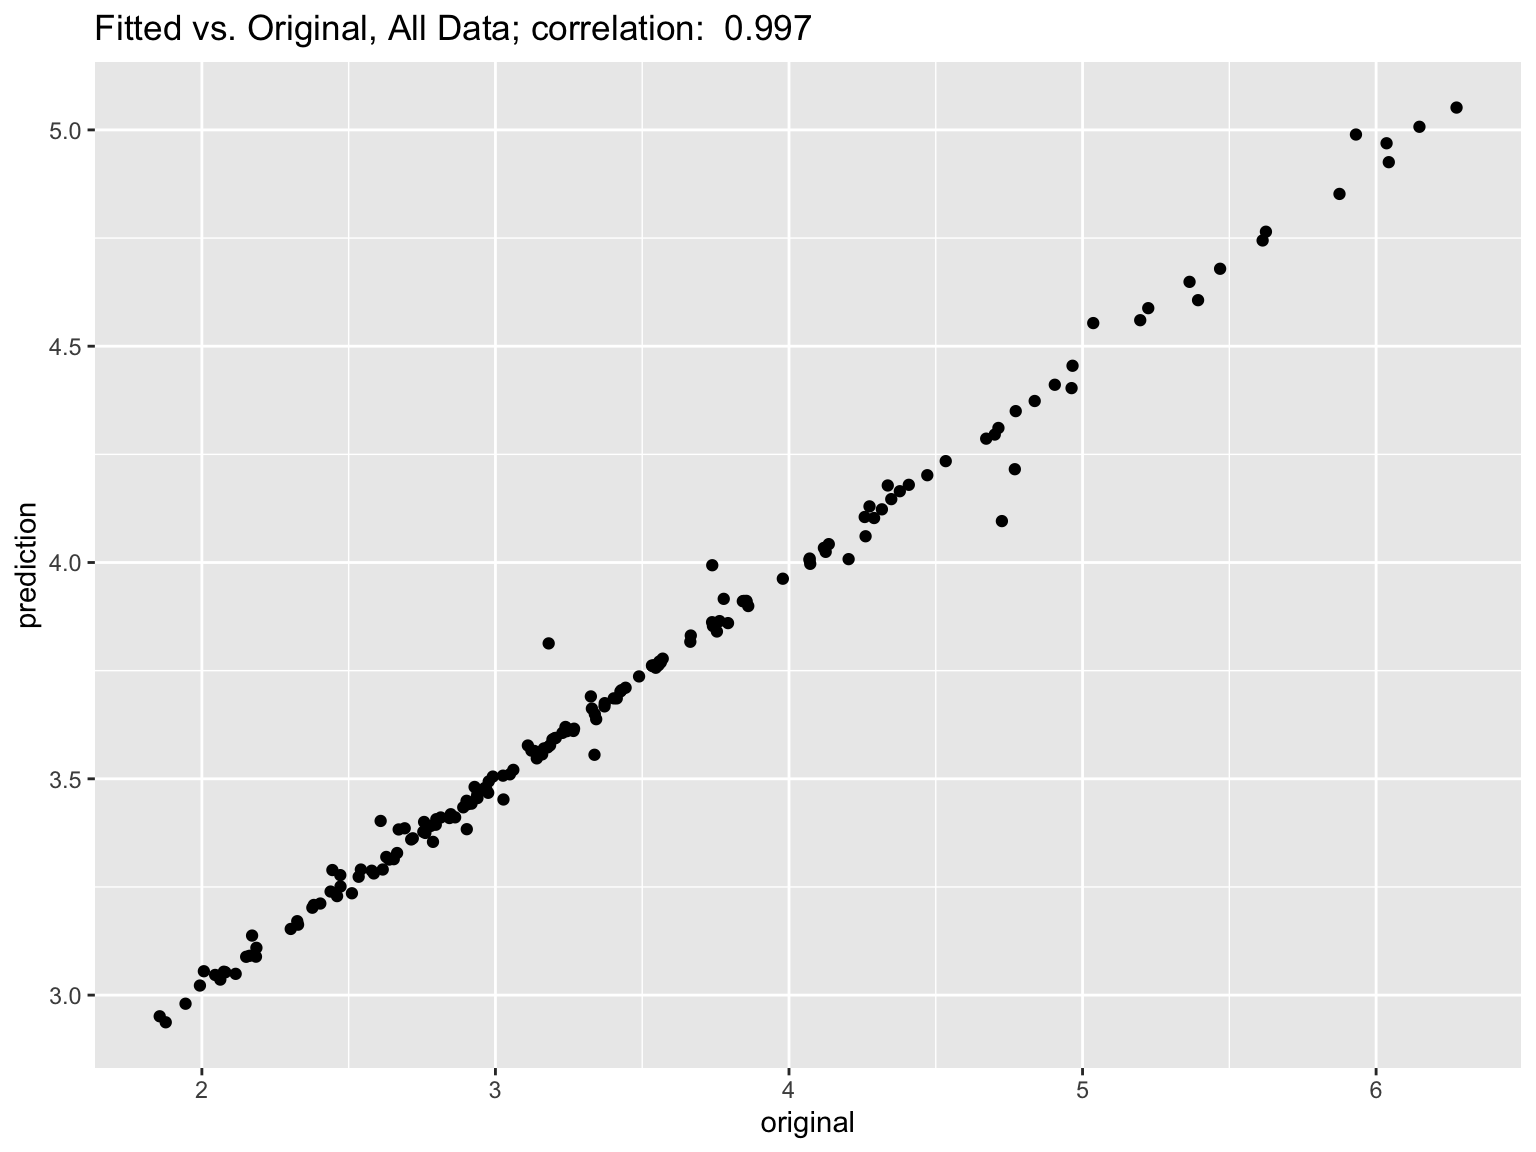 Fitted vs. Original, All Data; correlation:  0.997
5.0
4.5
4.0
3.5
3.0
prediction
2 3 4 5 6
original